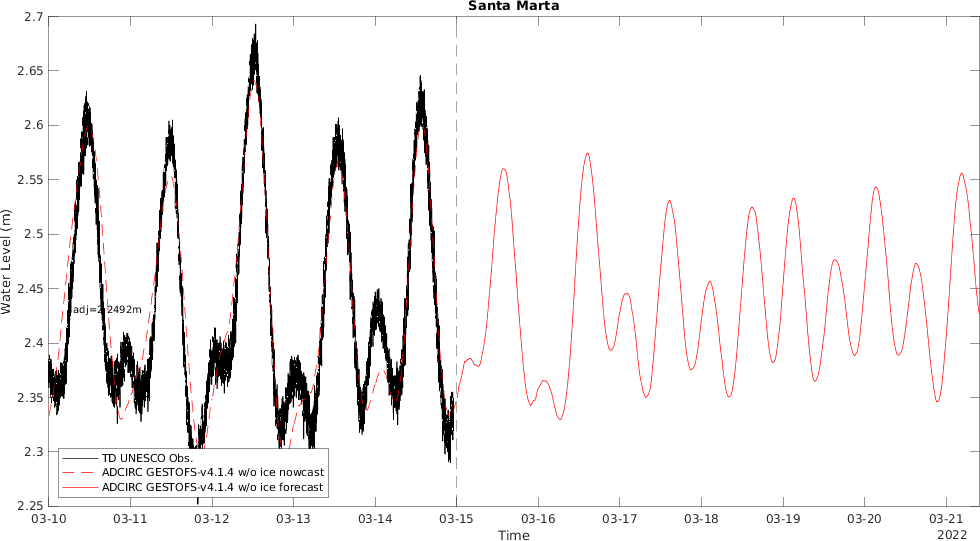 Santa Marta
2.7
2.65
2.6
2.55
2.5
2.45
2.4
2.35
2.3
2.25
Water Level (m)
adj=2.2492m
TD UNESCO Obs.
ADCIRC GESTOFS-v4.1.4 w/o ice nowcast
ADCIRC GESTOFS-v4.1.4 w/o ice forecast
03-10 03-11 03-12 03-13 03-14 03-15 03-16 03-17 03-18 03-19 03-20 03-21
Time
2022